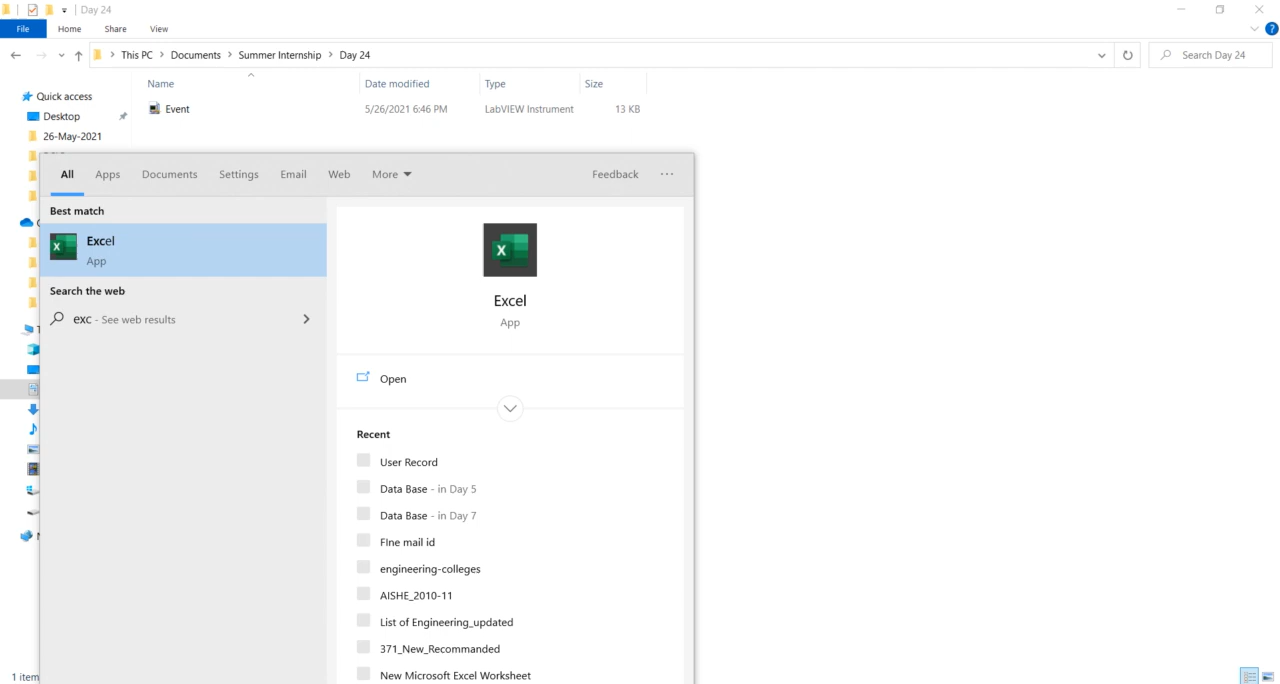 Day 24
File Home Share View
This PC > Documents > Summer Internship > Day 24
Search Day 24
Name Date modified Type Size
Quick access
Event 5/26/2021 6:46 PM LabVIEW Instrument 13 KB
Desktop
26-May-2021
All Apps Documents Settings Email Web More Feedback ...
Best match
Excel
App
Search the web
exc - See web results
Excel
App
Open
Recent
User Record
Data Base - in Day 5
Data Base - in Day 7
FIne mail id
engineering-colleges
AISHE_2010-11
List of Engineering_updated
371_New_Recommanded
New Microsoft Excel Worksheet
1 item